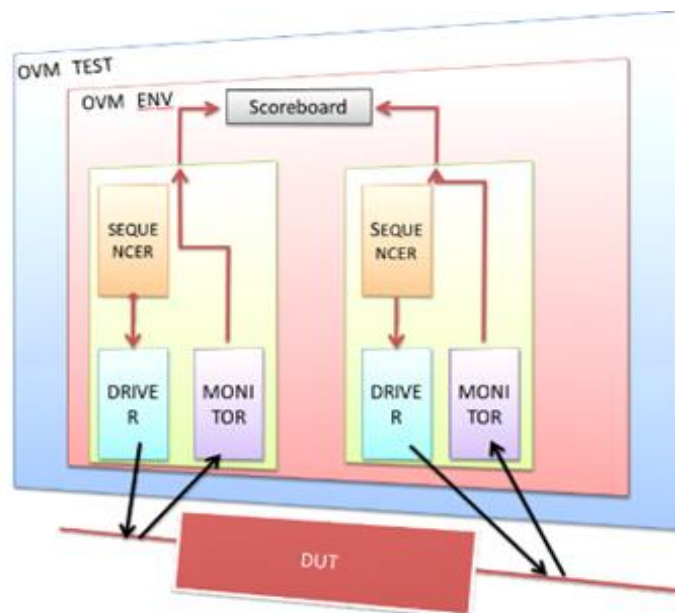 OVM TEST
OVM ENV
Scoreboard
SEQUE
NCER
SEQUE
NCER
DRIVE
R
MONI
TOR
DRIVE
R
MONI
TOR
DUT